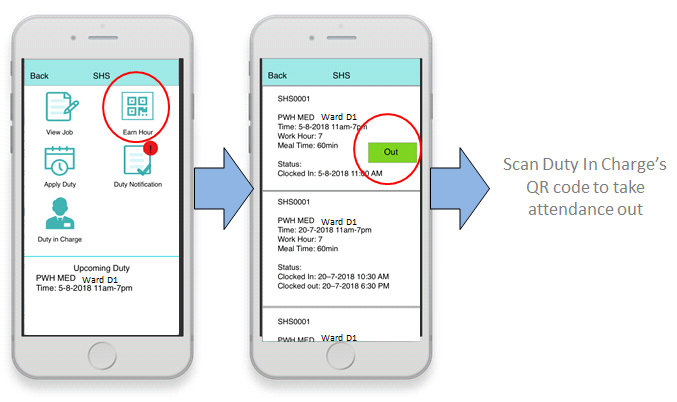 Back SHS
View Job Earn Hour
!
Apply Duty Duty Notification
Duty in Charge
Upcoming Duty
PWH MED Ward D1
Time: 5-8-2018 11am-7pm
Back SHS
SHS0001
PWH MED Ward D1
Time: 5-8-2018 11am-7pm
Work Hour: 7
Meal Time: 60min
Out
Status:
Clocked In: 5-8-2018 11:00 AM
SHS0001
PWH MED Ward D1
Time: 20-7-2018 11am-7pm
Work Hour: 7
Meal Time: 60min
Status:
Clocked In: 20–7-2018 10:30 AM
Clocked out: 20-7-2018 6:30 PM
SHS0001
PWH MED Ward D1
Scan Duty In Charge's
QR code to take
attendance out